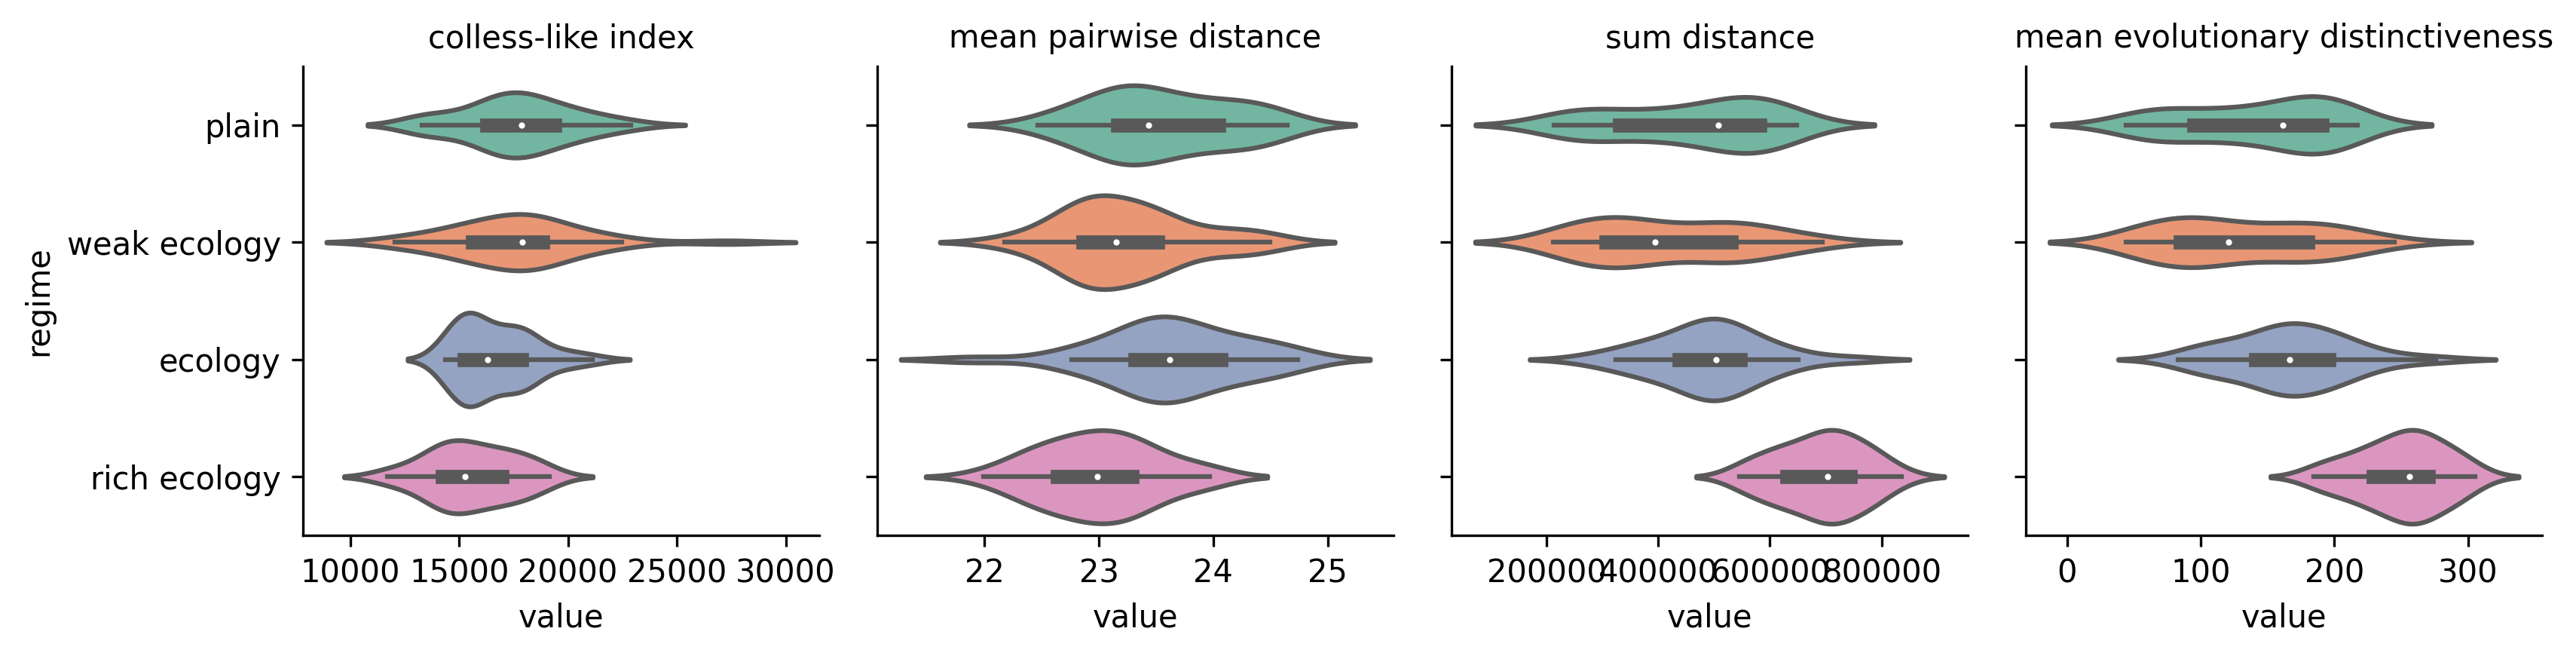 colless-like index
mean pairwise distance
sum distance
mean evolutionary distinctiveness
regime
plain
weak ecology
ecology
rich ecology
10000 15000 20000 25000 30000
22 23 24 25
200000 400000 600000 800000
0 100 200 300
value
value
value
value